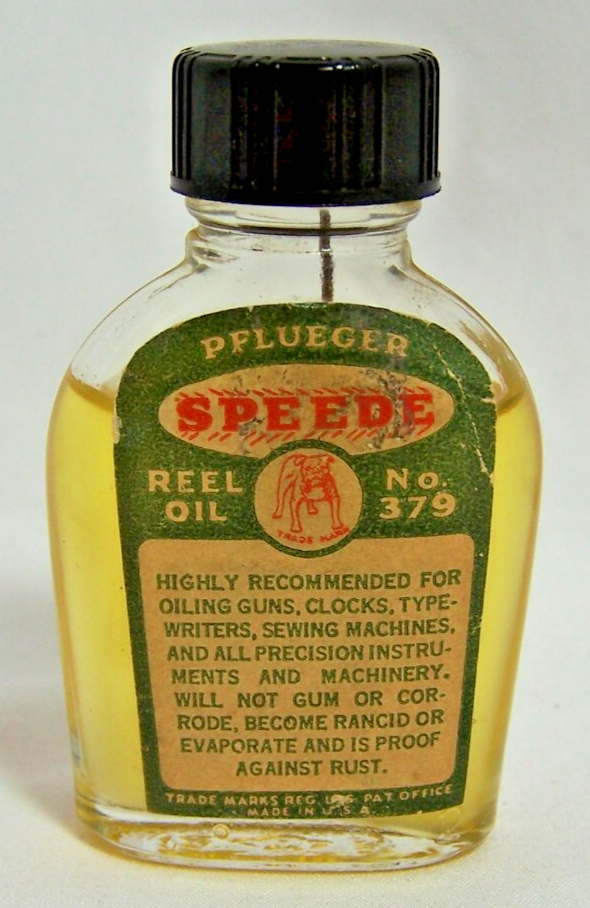 PFLUEGER
SPEEDE
REEL OIL
No. 379
TRADE MARK
HIGHLY RECOMMENDED FOR
OILING GUNS, CLOCKS, TYPE-
WRITERS, SEWING MACHINES,
AND ALL PRECISION INSTRU-
MENTS AND MACHINERY.
WILL NOT GUM OR COR-
RODE, BECOME RANCID OR
EVAPORATE AND IS PROOF
AGAINST RUST.
TRADE MARKS REG. U.S. PAT OFFICE
MADE IN U.S.A.